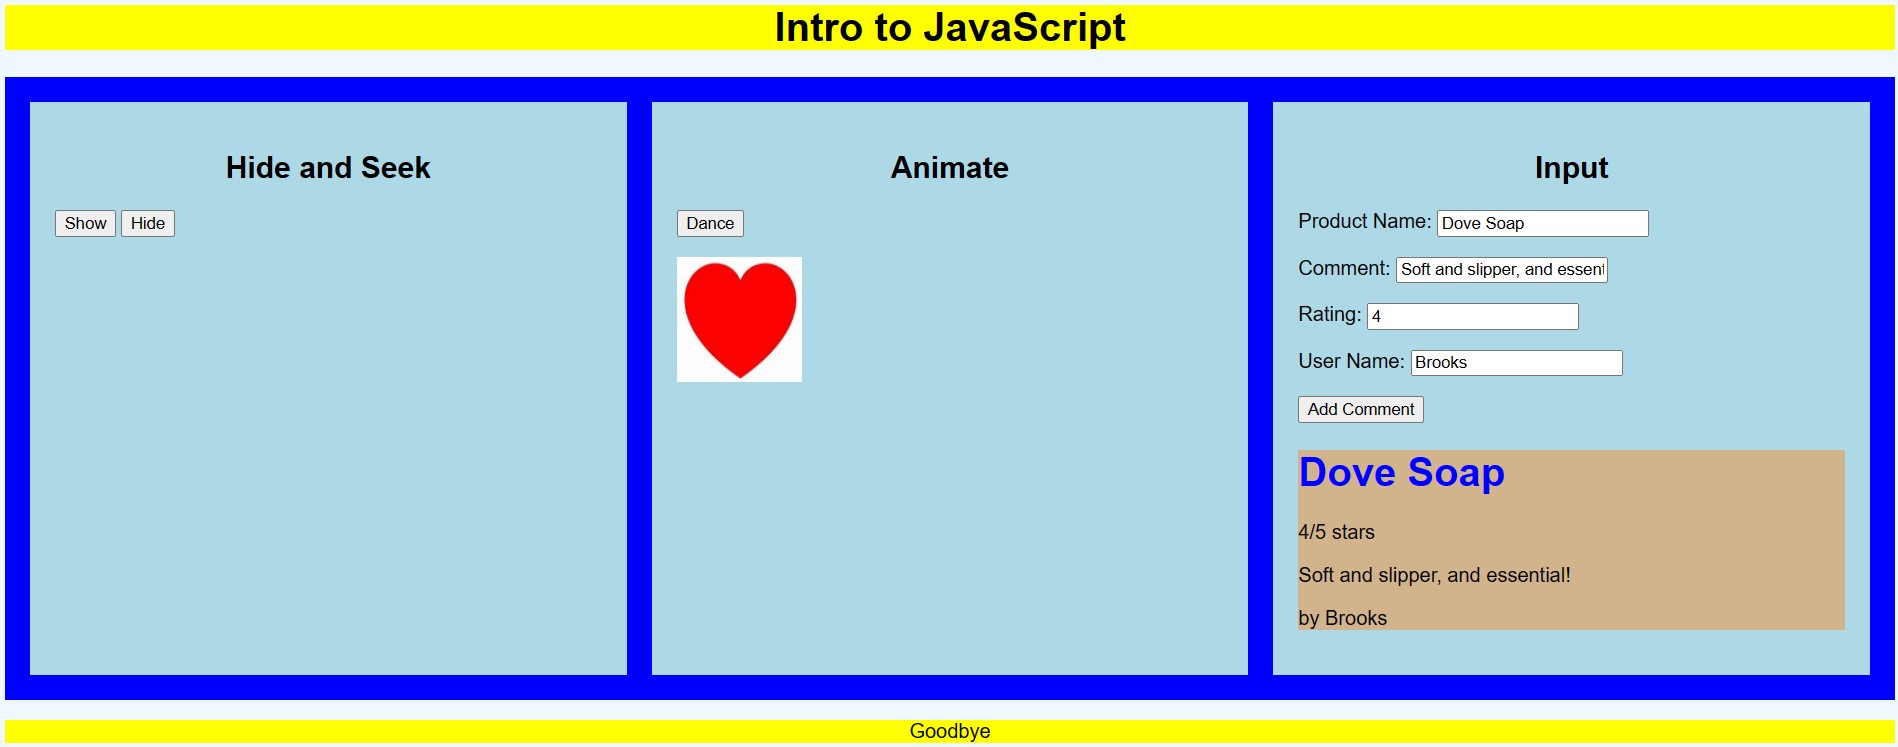 Intro to JavaScript
Hide and Seek
Show Hide
Animate
Dance
Input
Product Name: Dove Soap
Comment: Soft and slipper, and essent
Rating: 4
User Name: Brooks
Add Comment
Dove Soap
4/5 stars
Soft and slipper, and essential!
by Brooks
Goodbye